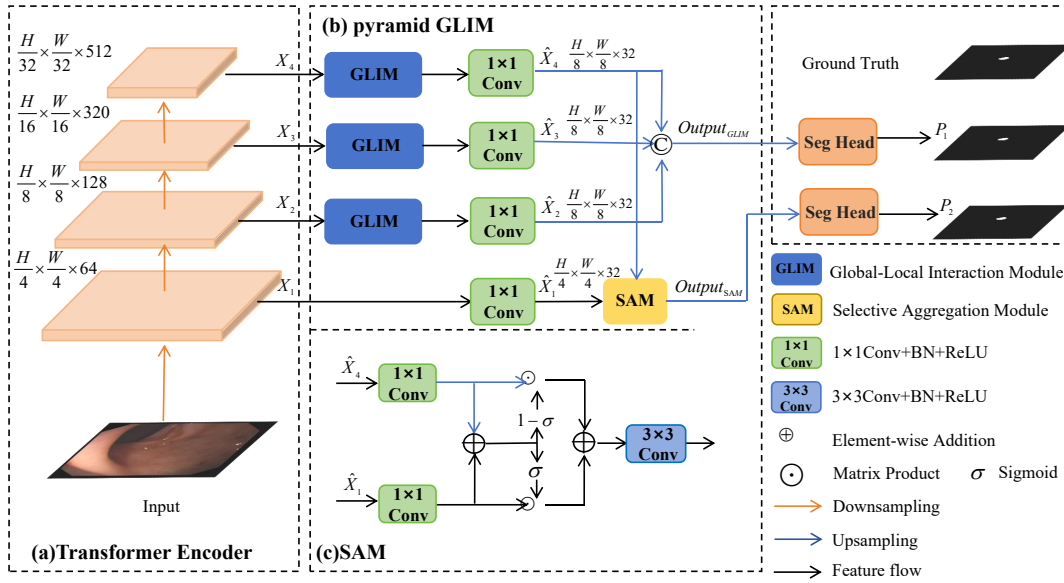 H/32 × W/32 ×512
H/16 × W/16 ×320
H/8 × W/8 ×128
H/4 × W/4 ×64
Input
(a)Transformer Encoder
(b) pyramid GLIM
X₄
GLIM
1×1 Conv
X̂₄ H/8 × W/8 ×32
X₃
GLIM
1×1 Conv
X̂₃ H/8 × W/8 ×32
X₂
GLIM
1×1 Conv
X̂₂ H/8 × W/8 ×32
X₁
1×1 Conv
X̂₁ H/4 × W/4 ×32
SAM
©
Output_GLIM
Output_SAM
X̂₄
1×1 Conv
1−σ
σ
3×3 Conv
X̂₁
1×1 Conv
(c)SAM
Ground Truth
Seg Head
P₁
Seg Head
P₂
GLIM Global-Local Interaction Module
SAM Selective Aggregation Module
1×1 Conv 1×1Conv+BN+ReLU
3×3 Conv 3×3Conv+BN+ReLU
⊕ Element-wise Addition
⊙ Matrix Product σ Sigmoid
Downsampling
Upsampling
Feature flow